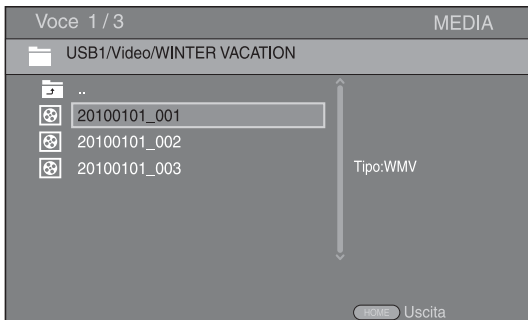 Voce 1 / 3 MEDIA
USB1/Video/WINTER VACATION
..
20100101_001
20100101_002
20100101_003
Tipo:WMV
HOME Uscita